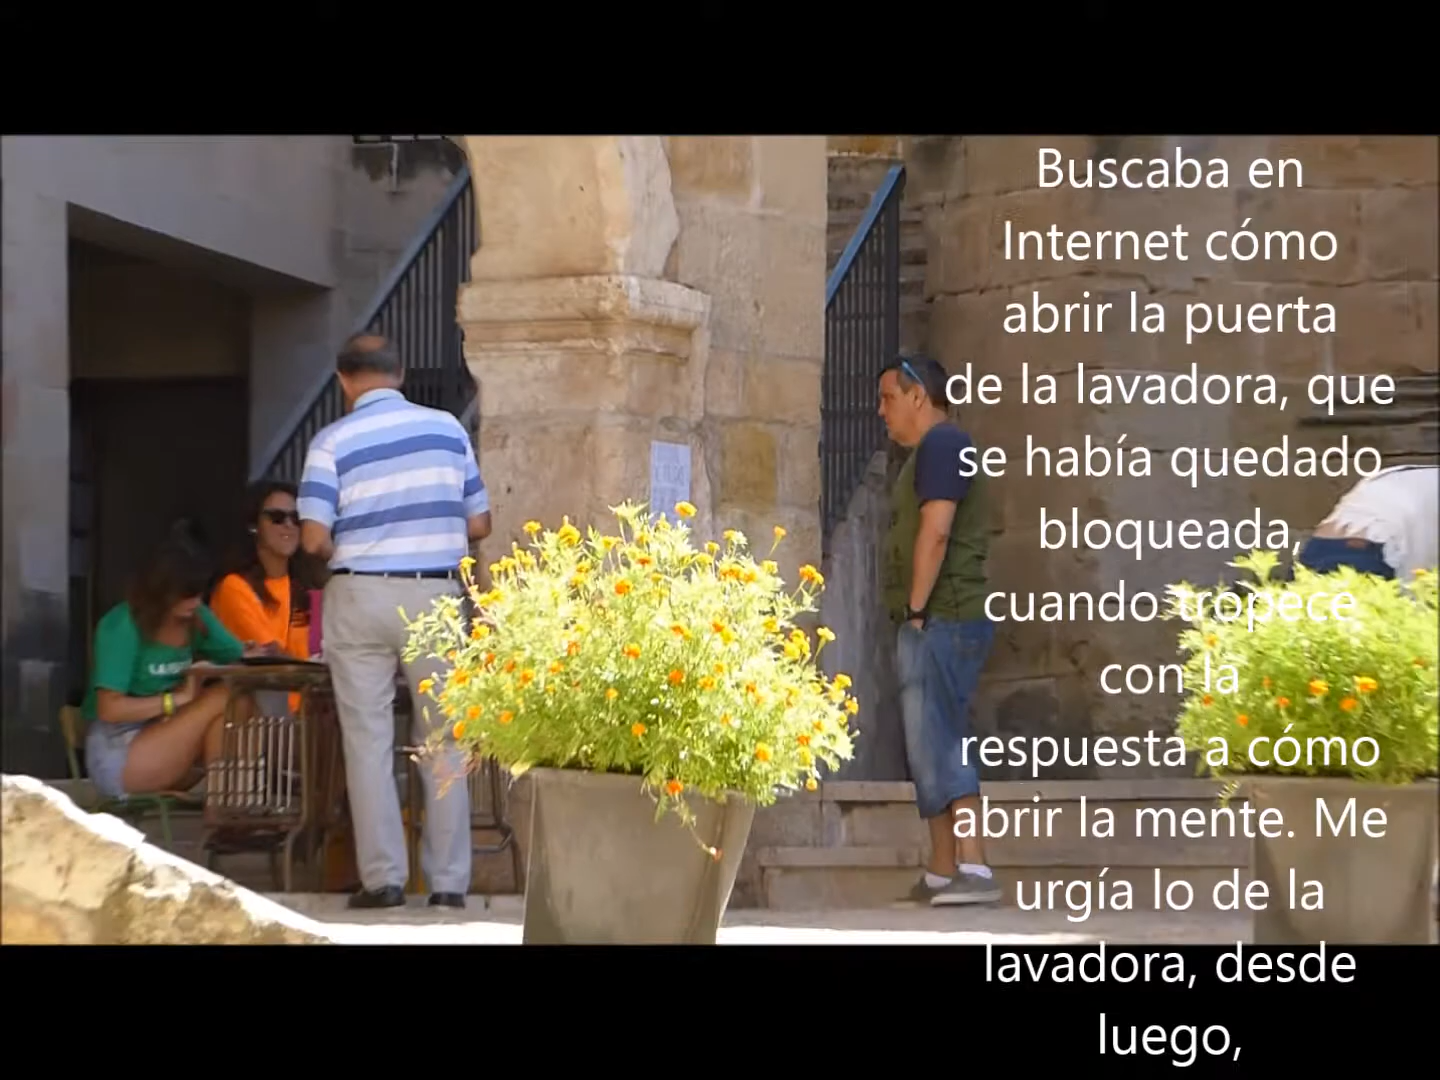 Buscaba en
Internet cómo
abrir la puerta
de la lavadora, que
se había quedado
bloqueada,
cuando tropece
con la
respuesta a cómo
abrir la mente. Me
urgía lo de la
lavadora, desde
luego,